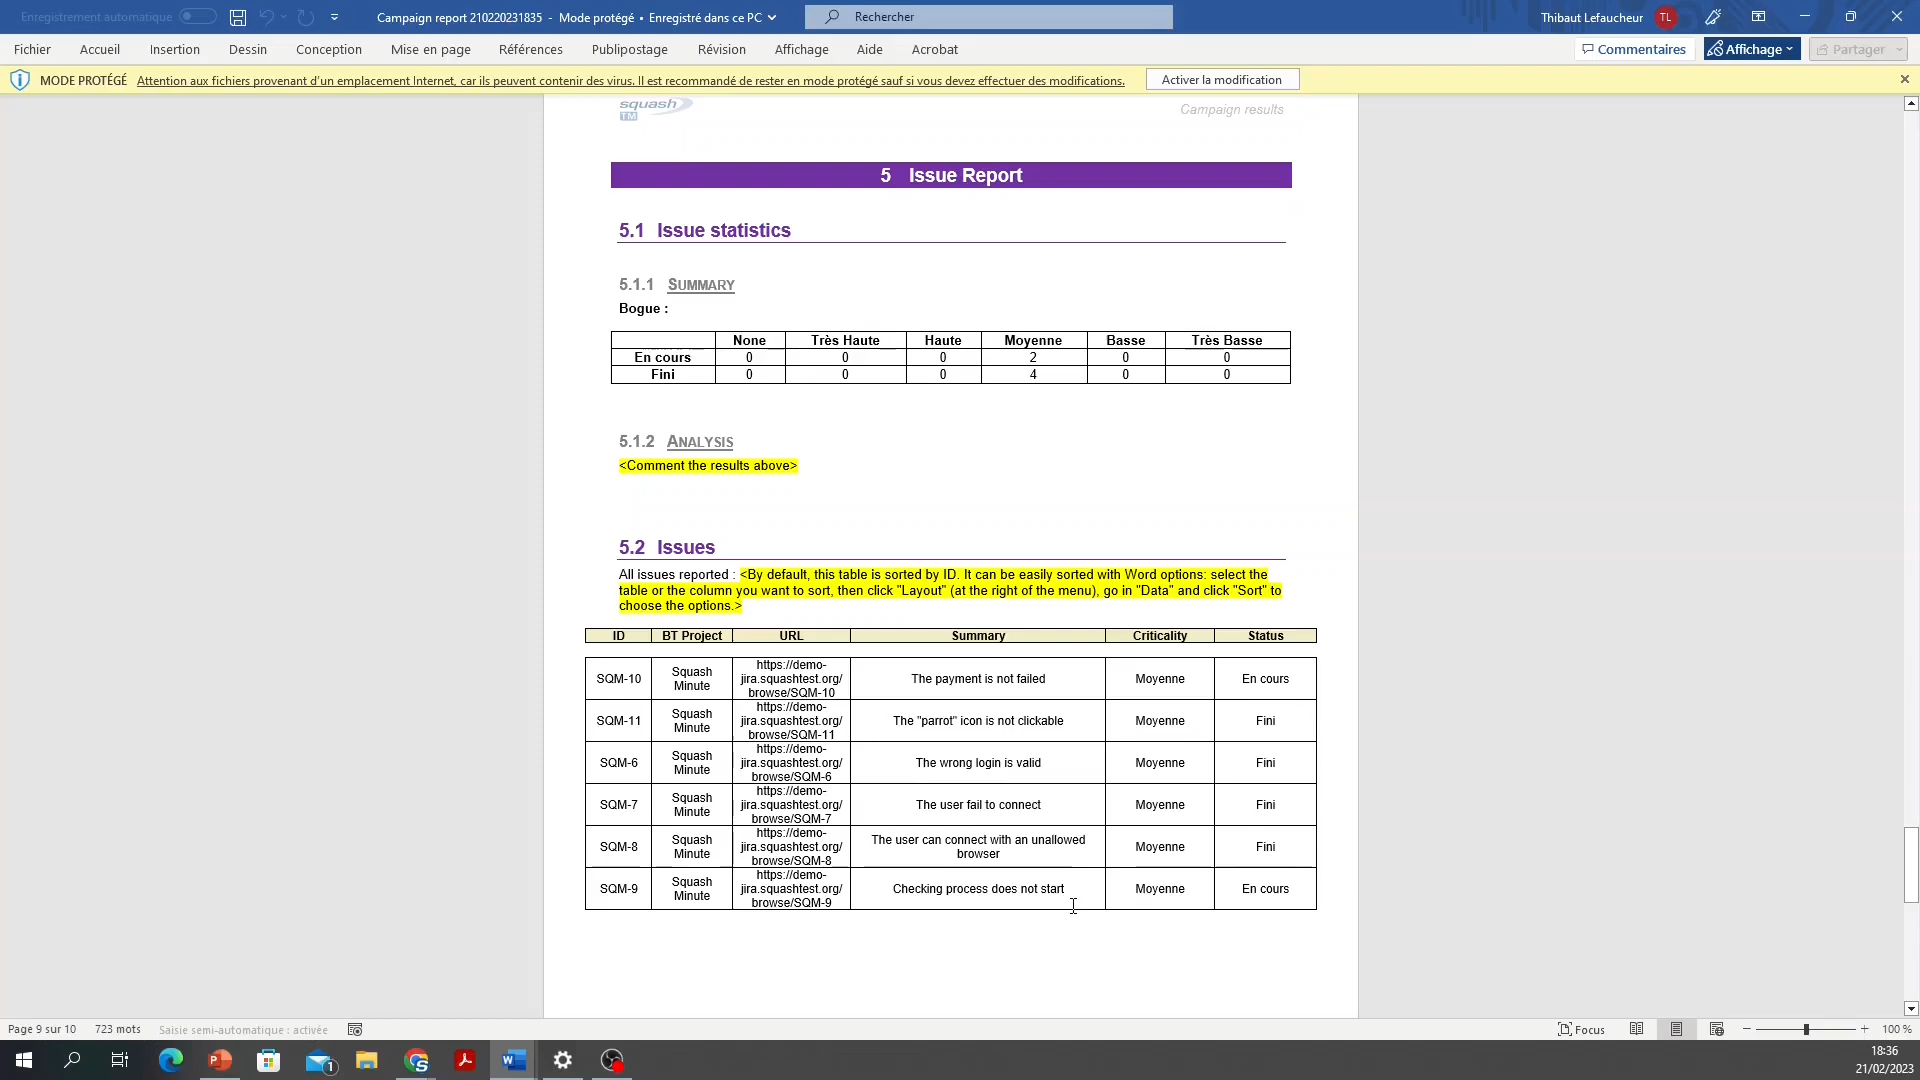 Enregistrement automatique
Campaign report 210220231835 - Mode protégé • Enregistré dans ce PC
Rechercher
Thibaut Lefaucheur
TL
Fichier Accueil Insertion Dessin Conception Mise en page Références Publipostage Révision Affichage Aide Acrobat
Commentaires Affichage Partager
MODE PROTÉGÉ Attention aux fichiers provenant d'un emplacement Internet, car ils peuvent contenir des virus. Il est recommandé de rester en mode protégé sauf si vous devez effectuer des modifications. Activer la modification
squash
TM
Campaign results
5 Issue Report
5.1 Issue statistics
5.1.1 SUMMARY
Bogue :
None Très Haute Haute Moyenne Basse Très Basse
En cours 0 0 0 2 0 0
Fini 0 0 0 4 0 0
5.1.2 ANALYSIS
<Comment the results above>
5.2 Issues
All issues reported : <By default, this table is sorted by ID. It can be easily sorted with Word options: select the
table or the column you want to sort, then click "Layout" (at the right of the menu), go in "Data" and click "Sort" to
choose the options.>
ID BT Project URL Summary Criticality Status
SQM-10 Squash Minute https://demo-jira.squashtest.org/browse/SQM-10 The payment is not failed Moyenne En cours
SQM-11 Squash Minute https://demo-jira.squashtest.org/browse/SQM-11 The "parrot" icon is not clickable Moyenne Fini
SQM-6 Squash Minute https://demo-jira.squashtest.org/browse/SQM-6 The wrong login is valid Moyenne Fini
SQM-7 Squash Minute https://demo-jira.squashtest.org/browse/SQM-7 The user fail to connect Moyenne Fini
SQM-8 Squash Minute https://demo-jira.squashtest.org/browse/SQM-8 The user can connect with an unallowed browser Moyenne Fini
SQM-9 Squash Minute https://demo-jira.squashtest.org/browse/SQM-9 Checking process does not start Moyenne En cours
Page 9 sur 10 723 mots Saisie semi-automatique : activée
Focus
100 %
1
18:36
21/02/2023